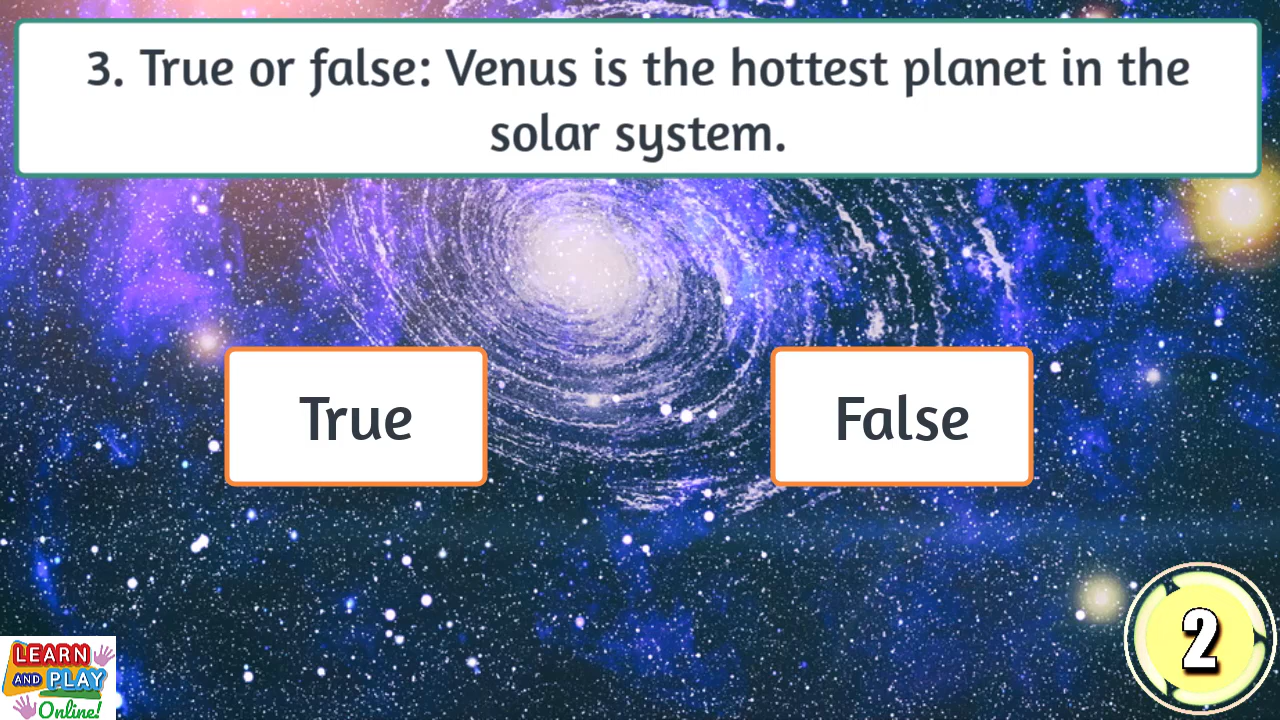 3. True or false: Venus is the hottest planet in the
solar system.
True
False
2
LEARN
AND PLAY
Online!